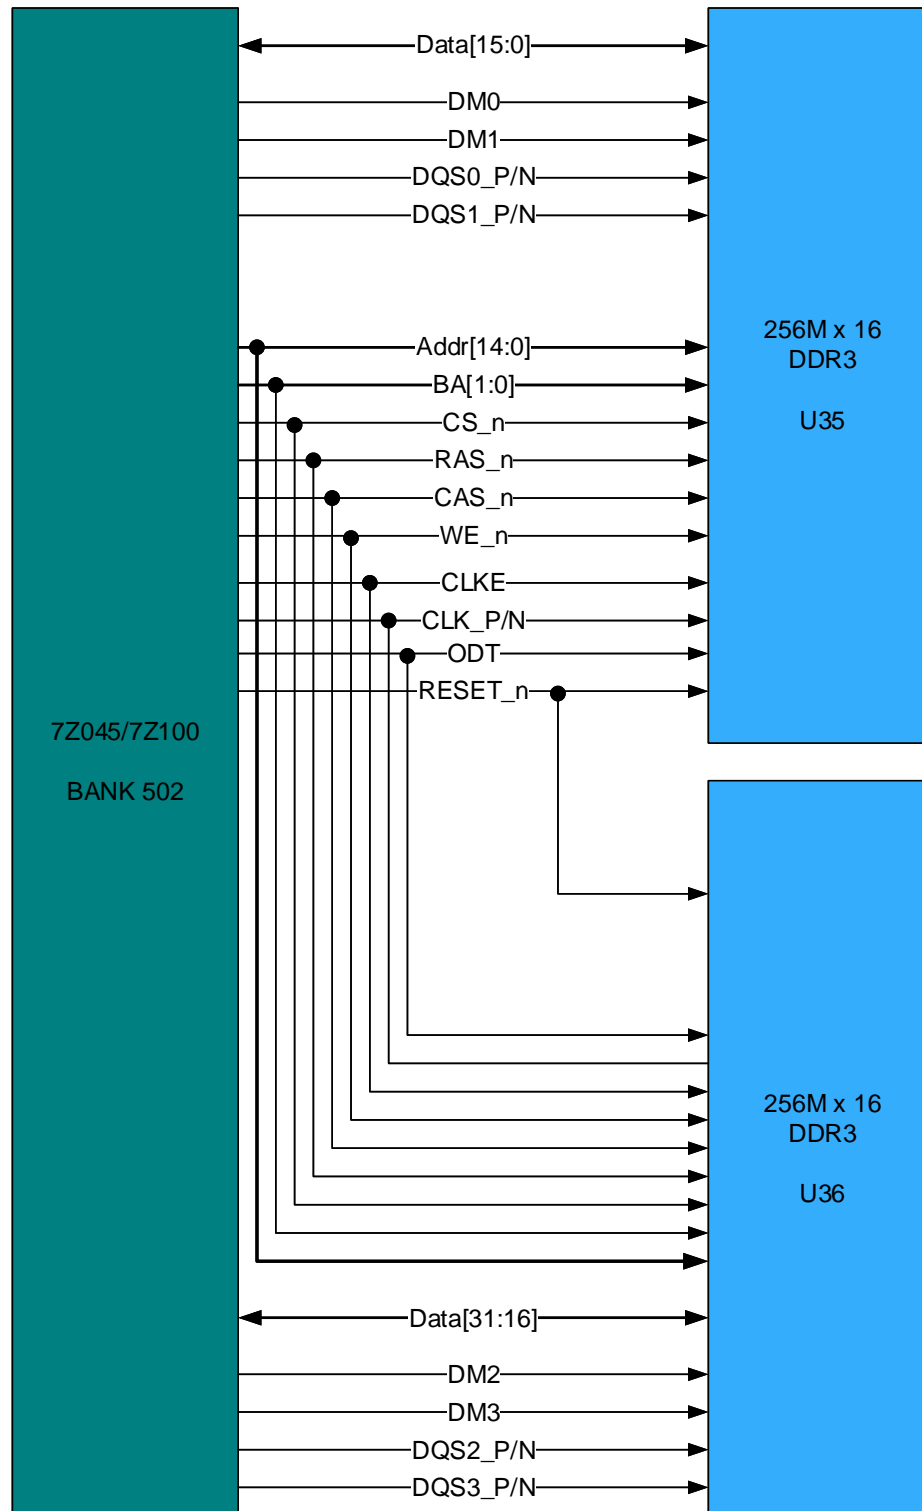 Data[15:0]
DM0
DM1
DQS0_P/N
DQS1_P/N
Addr[14:0]
BA[1:0]
CS_n
RAS_n
CAS_n
WE_n
CLKE
CLK_P/N
ODT
RESET_n
256M x 16
DDR3
U35
7Z045/7Z100
BANK 502
256M x 16
DDR3
U36
Data[31:16]
DM2
DM3
DQS2_P/N
DQS3_P/N